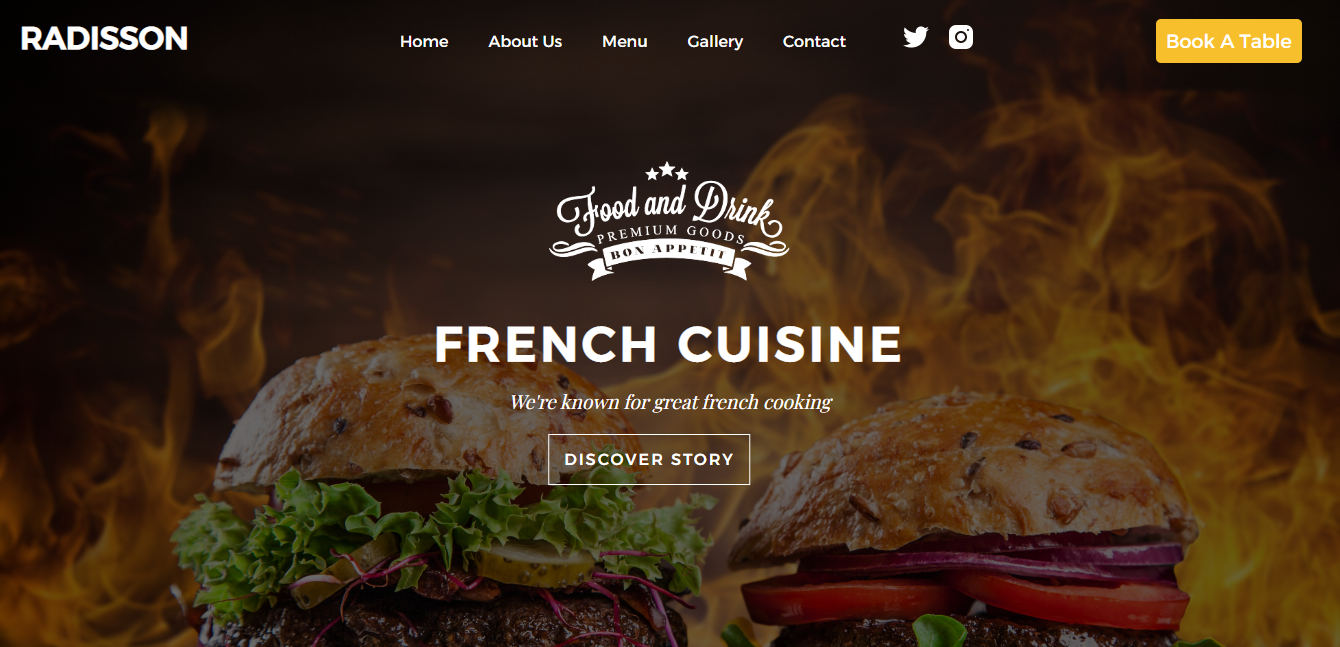 RADISSON
Home About Us Menu Gallery Contact
Book A Table
Food and Drink
PREMIUM GOODS
BON APPETIT
FRENCH CUISINE
We're known for great french cooking
DISCOVER STORY